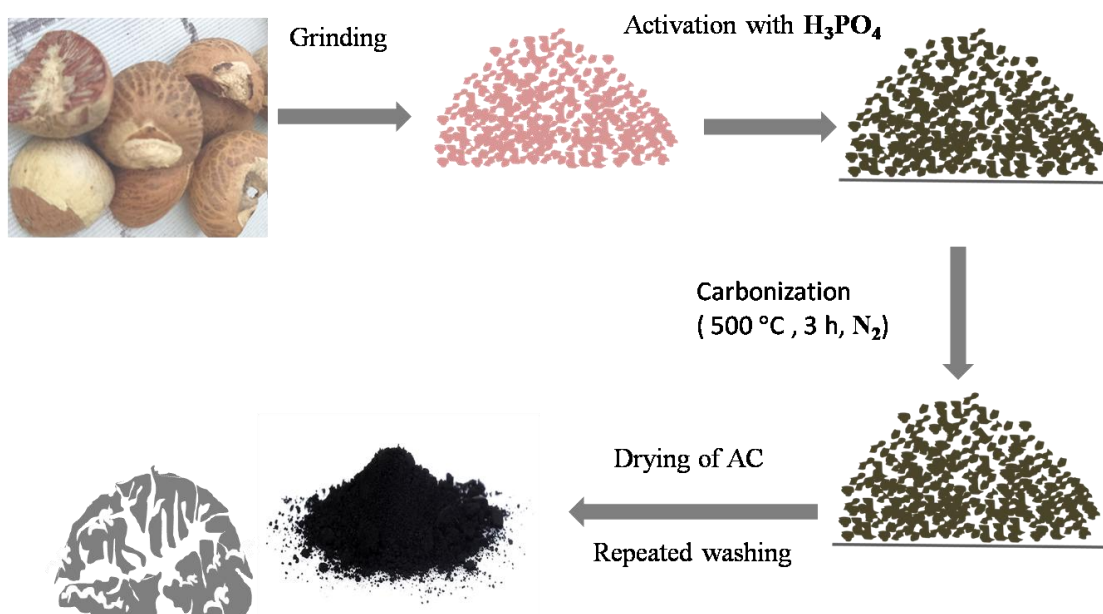 Grinding
Activation with H₃PO₄
Carbonization
( 500 °C , 3 h, N₂)
Drying of AC
Repeated washing